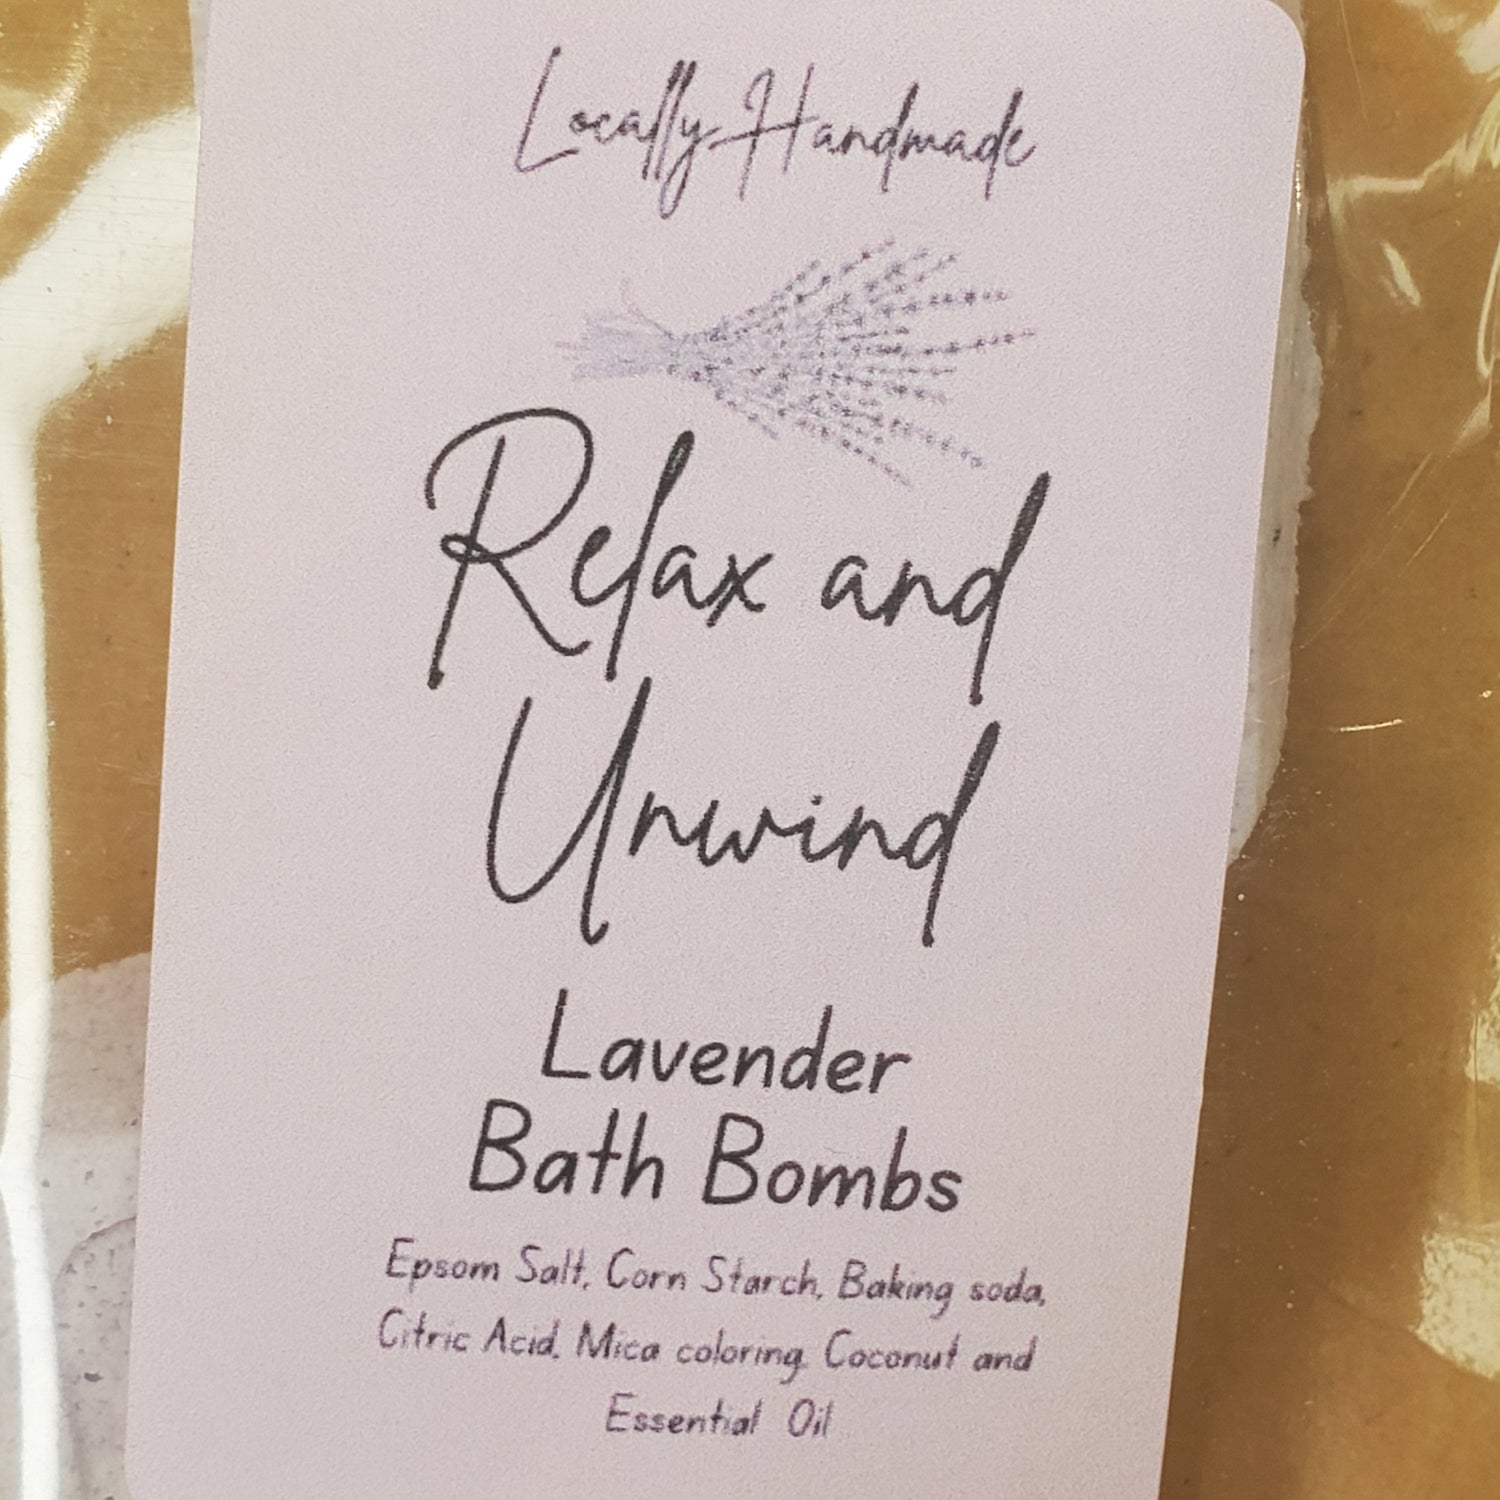 Locally Handmade
Relax and
Unwind
Lavender
Bath Bombs
Epsom Salt, Corn Starch, Baking soda,
Citric Acid, Mica coloring, Coconut and
Essential Oil